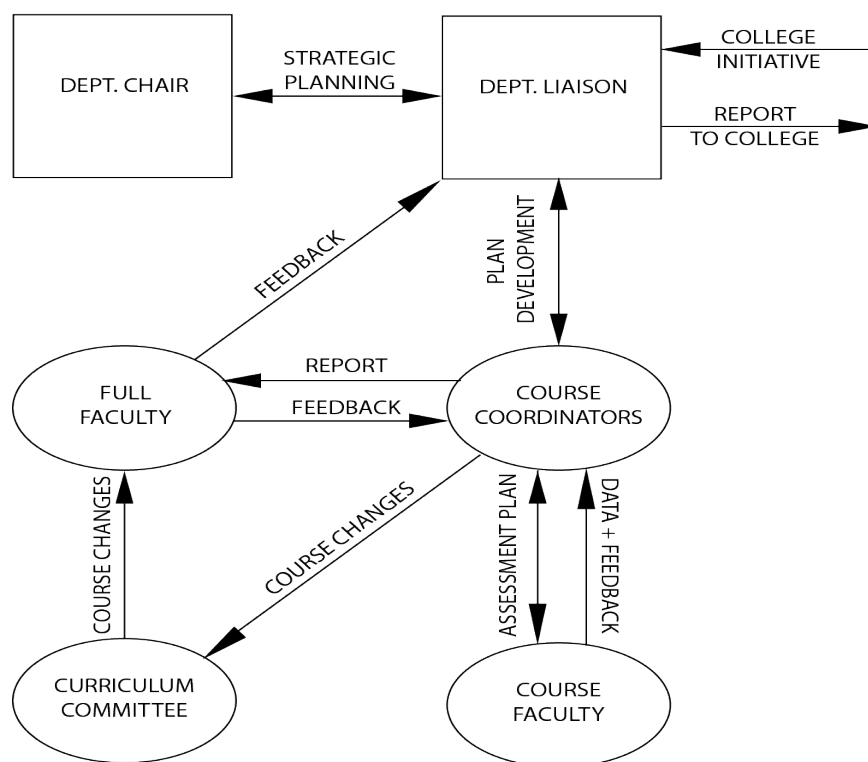 DEPT. CHAIR
STRATEGIC
PLANNING
DEPT. LIAISON
COLLEGE
INITIATIVE
REPORT
TO COLLEGE
FEEDBACK
PLAN
DEVELOPMENT
FULL
FACULTY
REPORT
FEEDBACK
COURSE
COORDINATORS
COURSE CHANGES
COURSE CHANGES
ASSESSMENT PLAN
DATA + FEEDBACK
CURRICULUM
COMMITTEE
COURSE
FACULTY